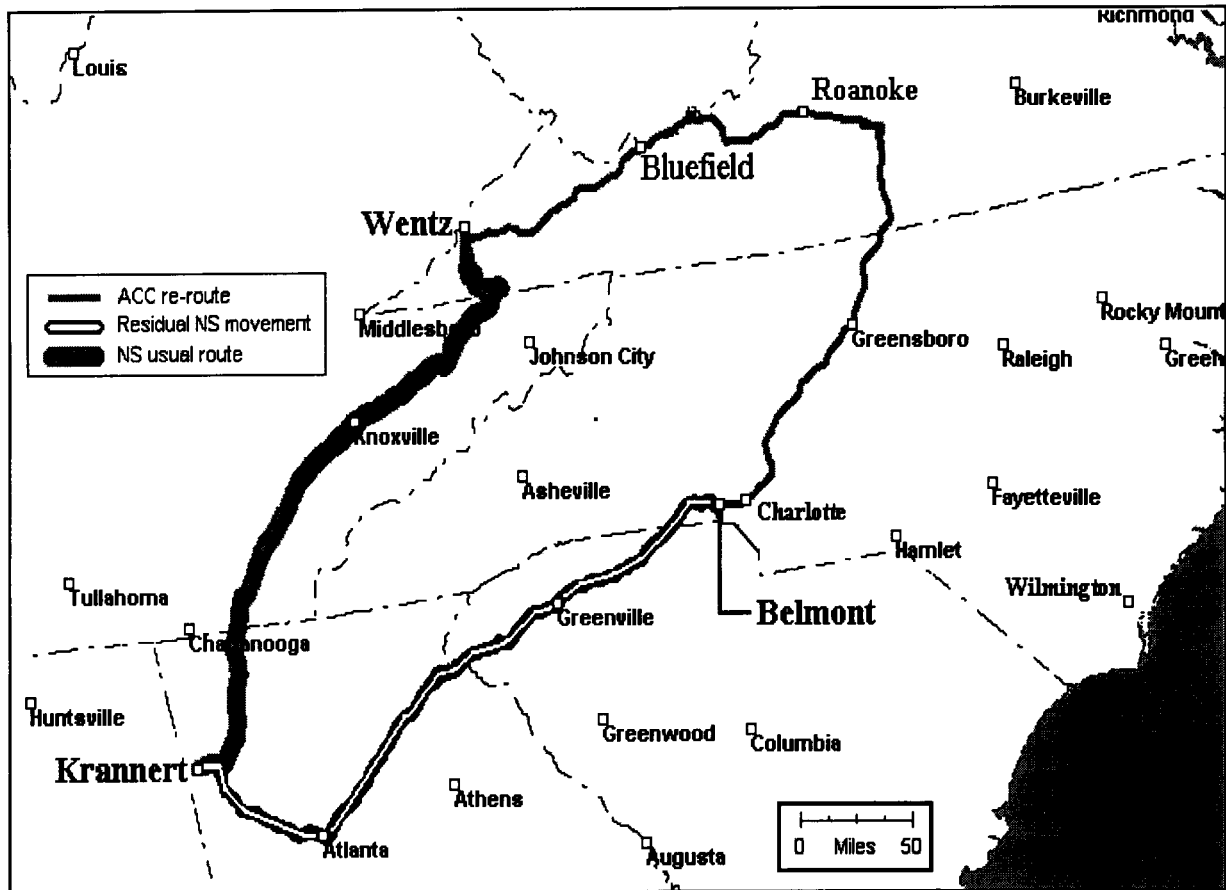 Richmond
Louis
Burkeville
Roanoke
Bluefield
Wentz
ACC re-route
Residual NS movement
NS usual route
Middlesboro
Johnson City
Greensboro
Rocky Mount
Raleigh
Green
Knoxville
Asheville
Charlotte
Fayetteville
Hamlet
Wilmington
Tullahoma
Greenville
Belmont
Chattanooga
Huntsville
Greenwood
Columbia
Krannert
Athens
Atlanta
Augusta
0 Miles 50